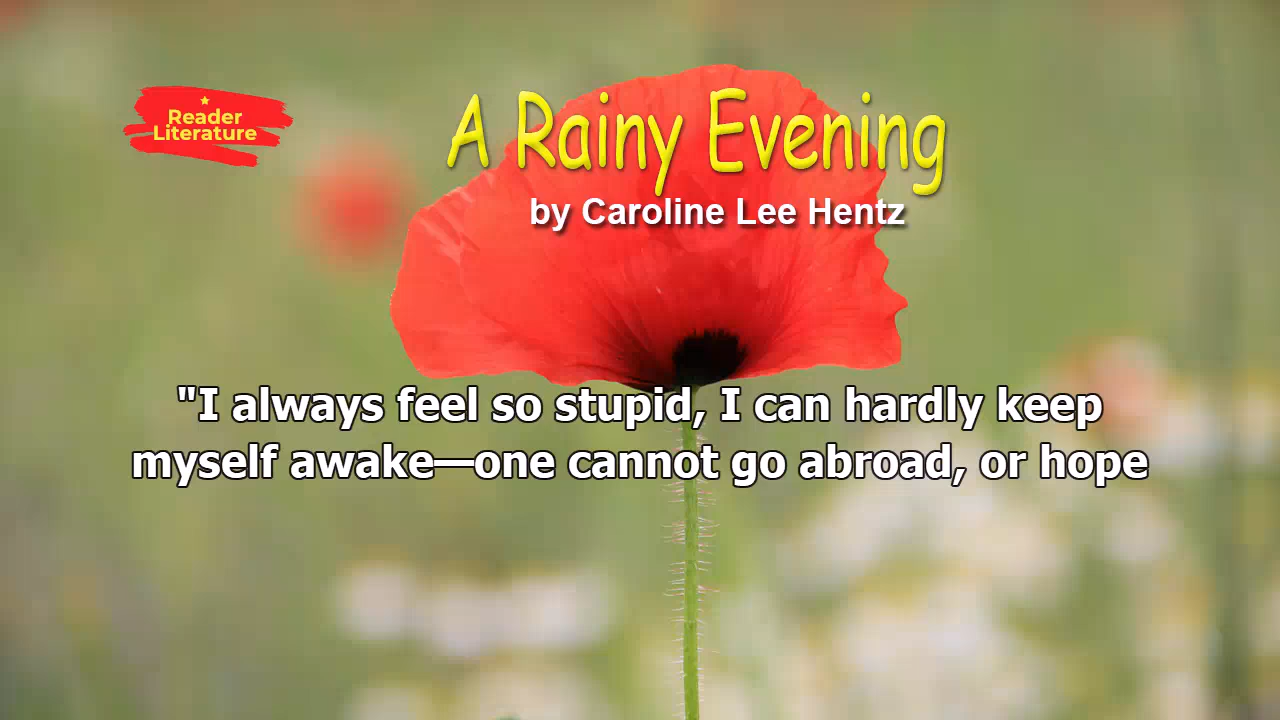 Reader
Literature
A Rainy Evening
by Caroline Lee Hentz
"I always feel so stupid, I can hardly keep
myself awake—one cannot go abroad, or hope